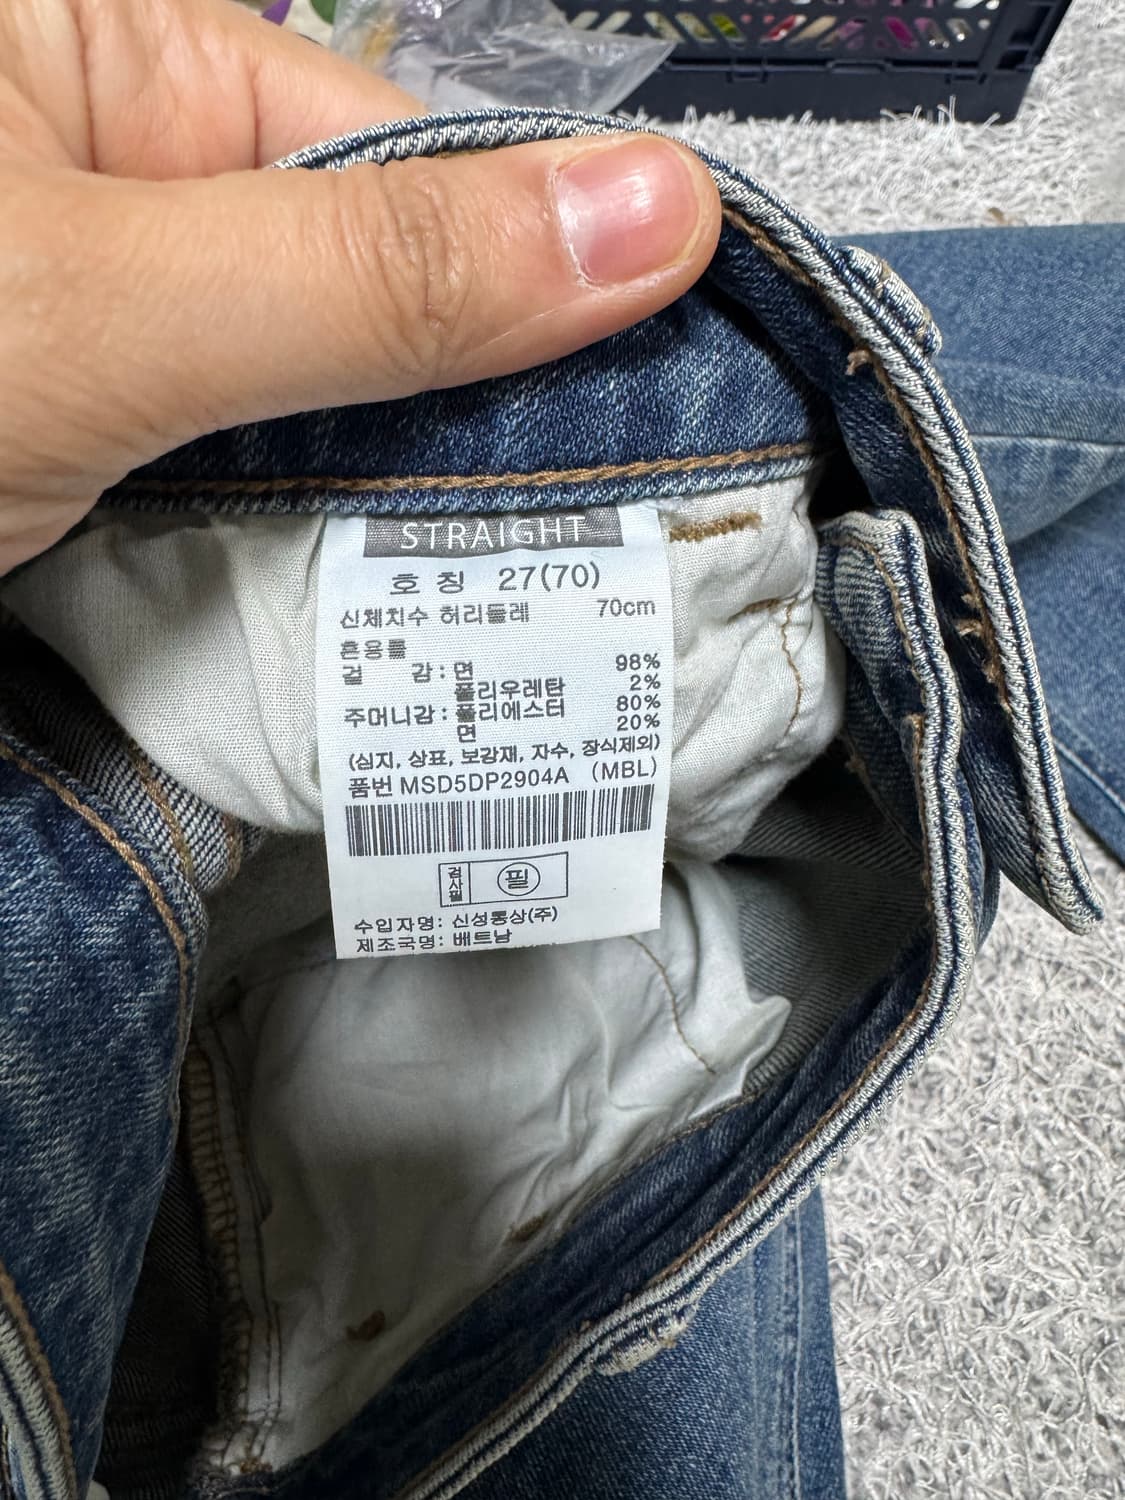 STRAIGHT
호 칭 27(70)
신체치수 허리둘레 70cm
혼용률
겉 감 : 면 98%
폴리우레탄 2%
주머니감 : 폴리에스터 80%
면 20%
(심지, 상표, 보강재, 자수, 장식제외)
품번 MSD5DP2904A (MBL)
검사필 필
수입자명: 신성통상(주)
제조국명: 베트남